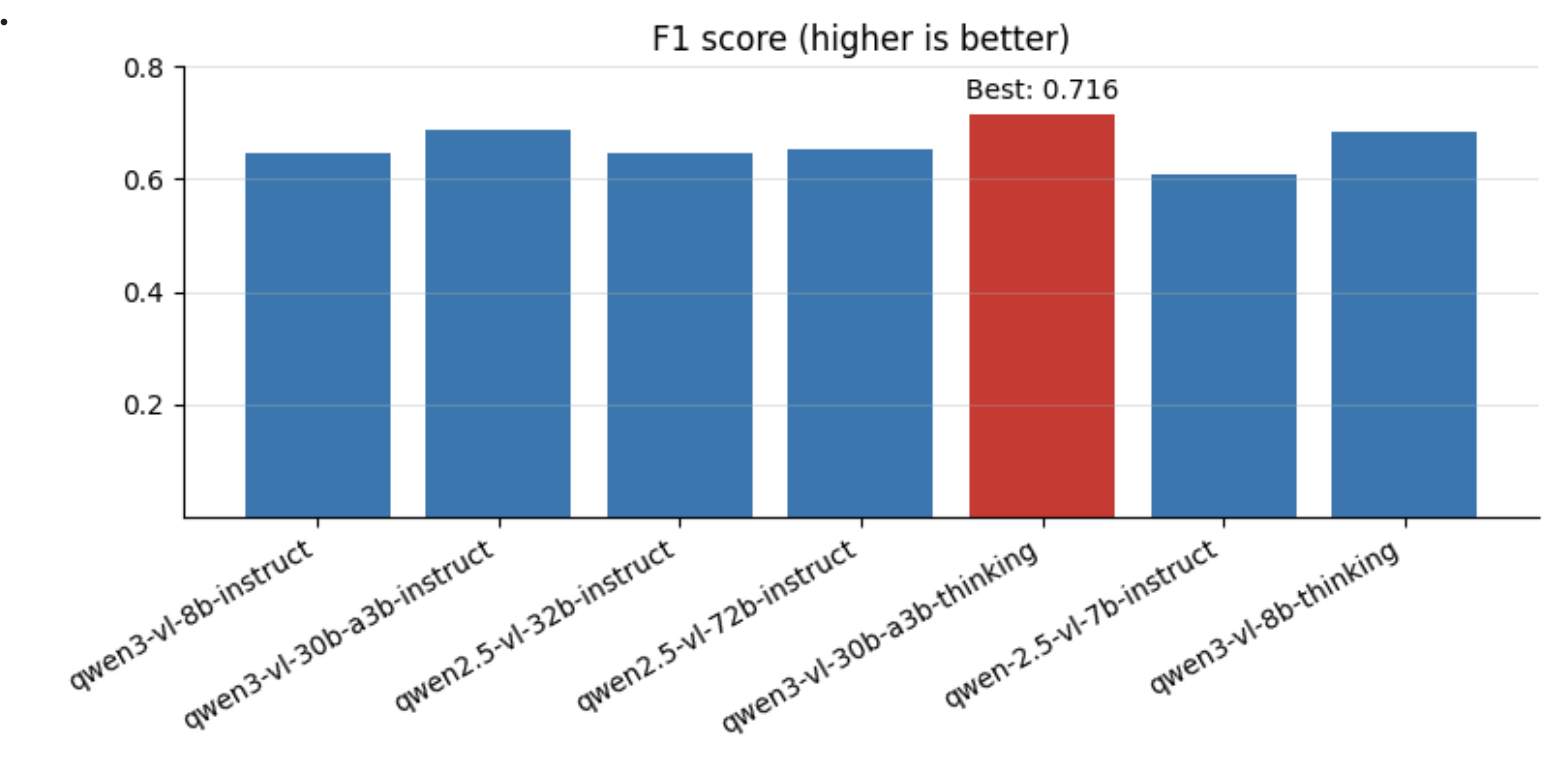 F1 score (higher is better)
Best: 0.716
0.8
0.6
0.4
0.2
qwen3-vl-8b-instruct
qwen3-vl-30b-a3b-instruct
qwen2.5-vl-32b-instruct
qwen2.5-vl-72b-instruct
qwen3-vl-30b-a3b-thinking
qwen-2.5-vl-7b-instruct
qwen3-vl-8b-thinking